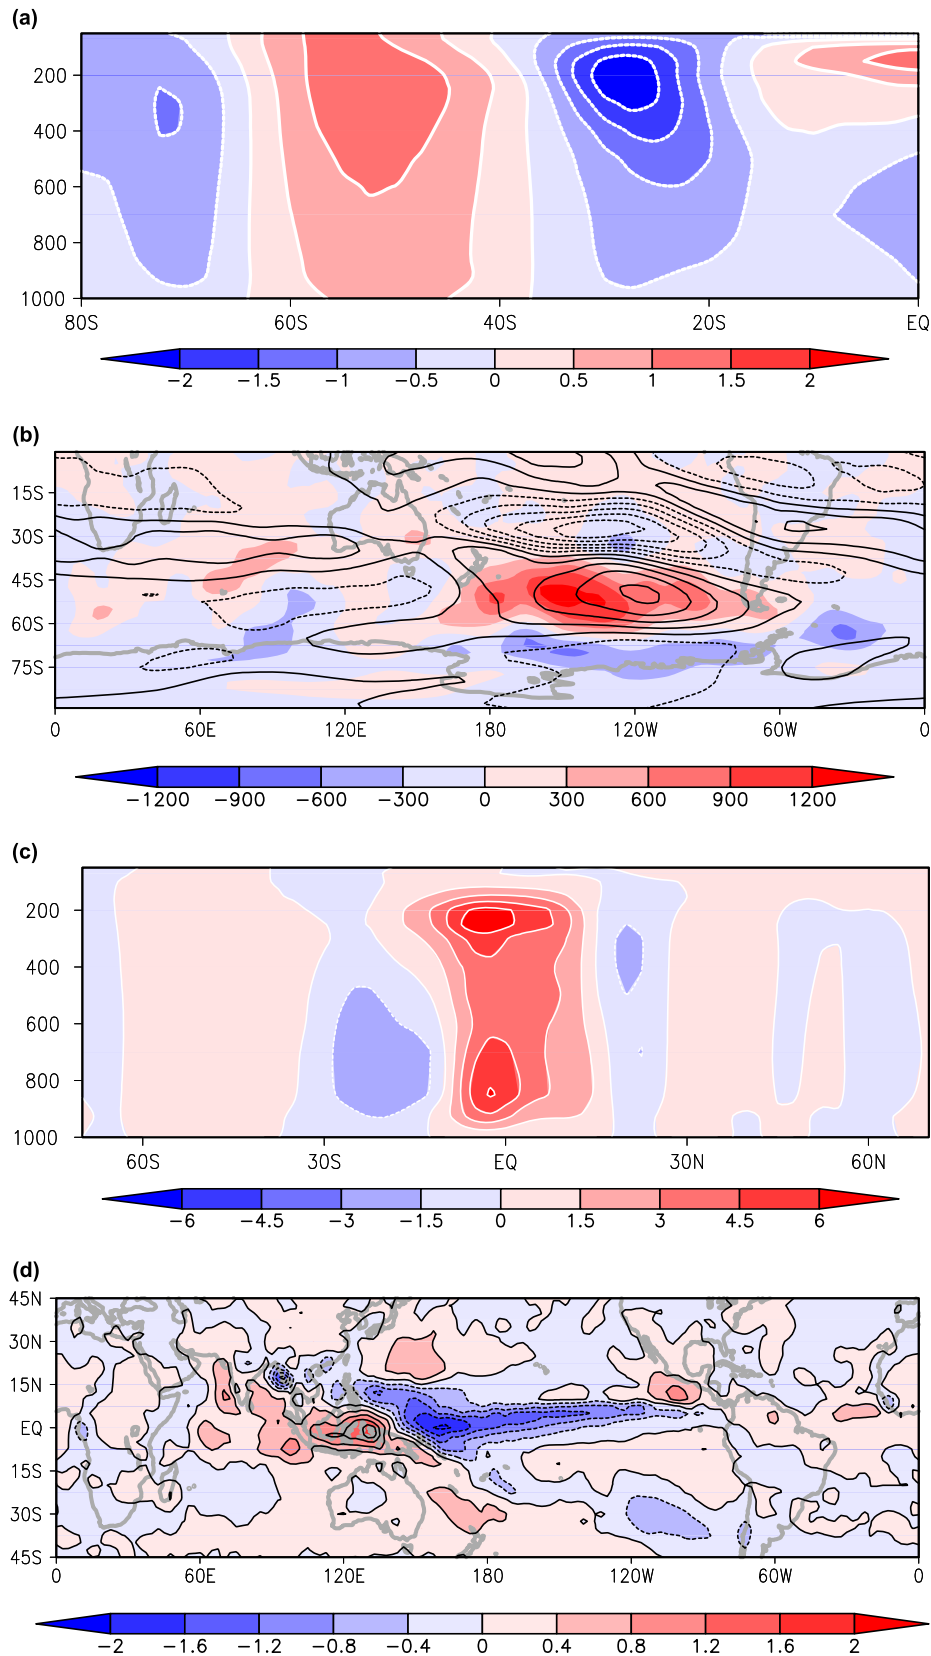 (a)
200
400
600
800
1000
80S 60S 40S 20S EQ
−2 −1.5 −1 −0.5 0 0.5 1 1.5 2
(b)
15S
30S
45S
60S
75S
0 60E 120E 180 120W 60W 0
−1200 −900 −600 −300 0 300 600 900 1200
(c)
200
400
600
800
1000
60S 30S EQ 30N 60N
−6 −4.5 −3 −1.5 0 1.5 3 4.5 6
(d)
45N
30N
15N
EQ
15S
30S
45S
0 60E 120E 180 120W 60W 0
−2 −1.6 −1.2 −0.8 −0.4 0 0.4 0.8 1.2 1.6 2